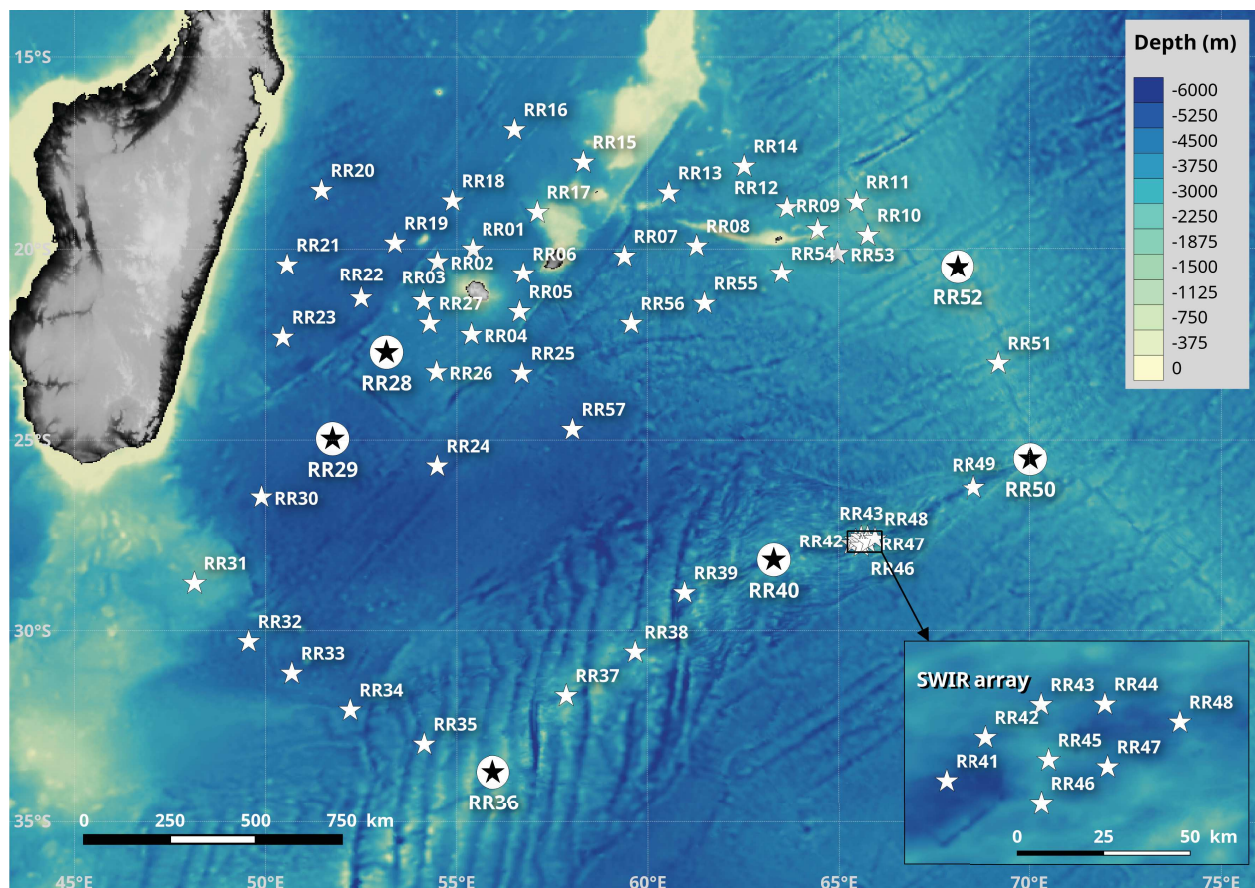 Depth (m)
-6000
-5250
-4500
-3750
-3000
-2250
-1875
-1500
-1125
-750
-375
0
15°S
RR16
RR15
RR14
RR20
RR18
RR13
RR12
RR11
RR17
RR09
RR19
RR01
RR08
RR10
20°S
RR21
RR07
RR06
RR02
RR54
RR53
RR03
RR22
RR05
RR52
RR27
RR55
RR56
RR23
RR04
RR51
RR28
RR26
RR25
RR57
25°S
RR29
RR24
RR49
RR50
RR30
RR43
RR48
RR42
RR47
RR46
RR31
RR39
RR40
30°S
RR32
RR38
RR33
RR37
RR34
RR35
RR36
35°S
0 250 500 750 km
SWIR array
RR43
RR44
RR48
RR42
RR45
RR47
RR41
RR46
0 25 50 km
45°E 50°E 55°E 60°E 65°E 70°E 75°E